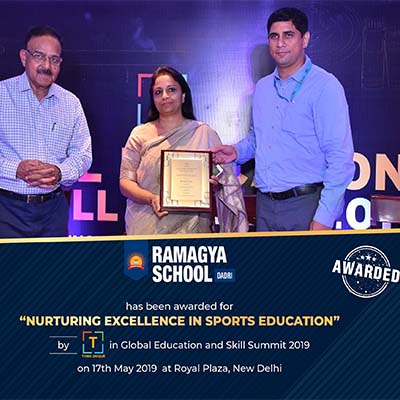 RAMAGYA
SCHOOL DADRI
AWARDED
has been awarded for
“NURTURING EXCELLENCE IN SPORTS EDUCATION”
by T THINK UNIQUE in Global Education and Skill Summit 2019
on 17th May 2019 at Royal Plaza, New Delhi